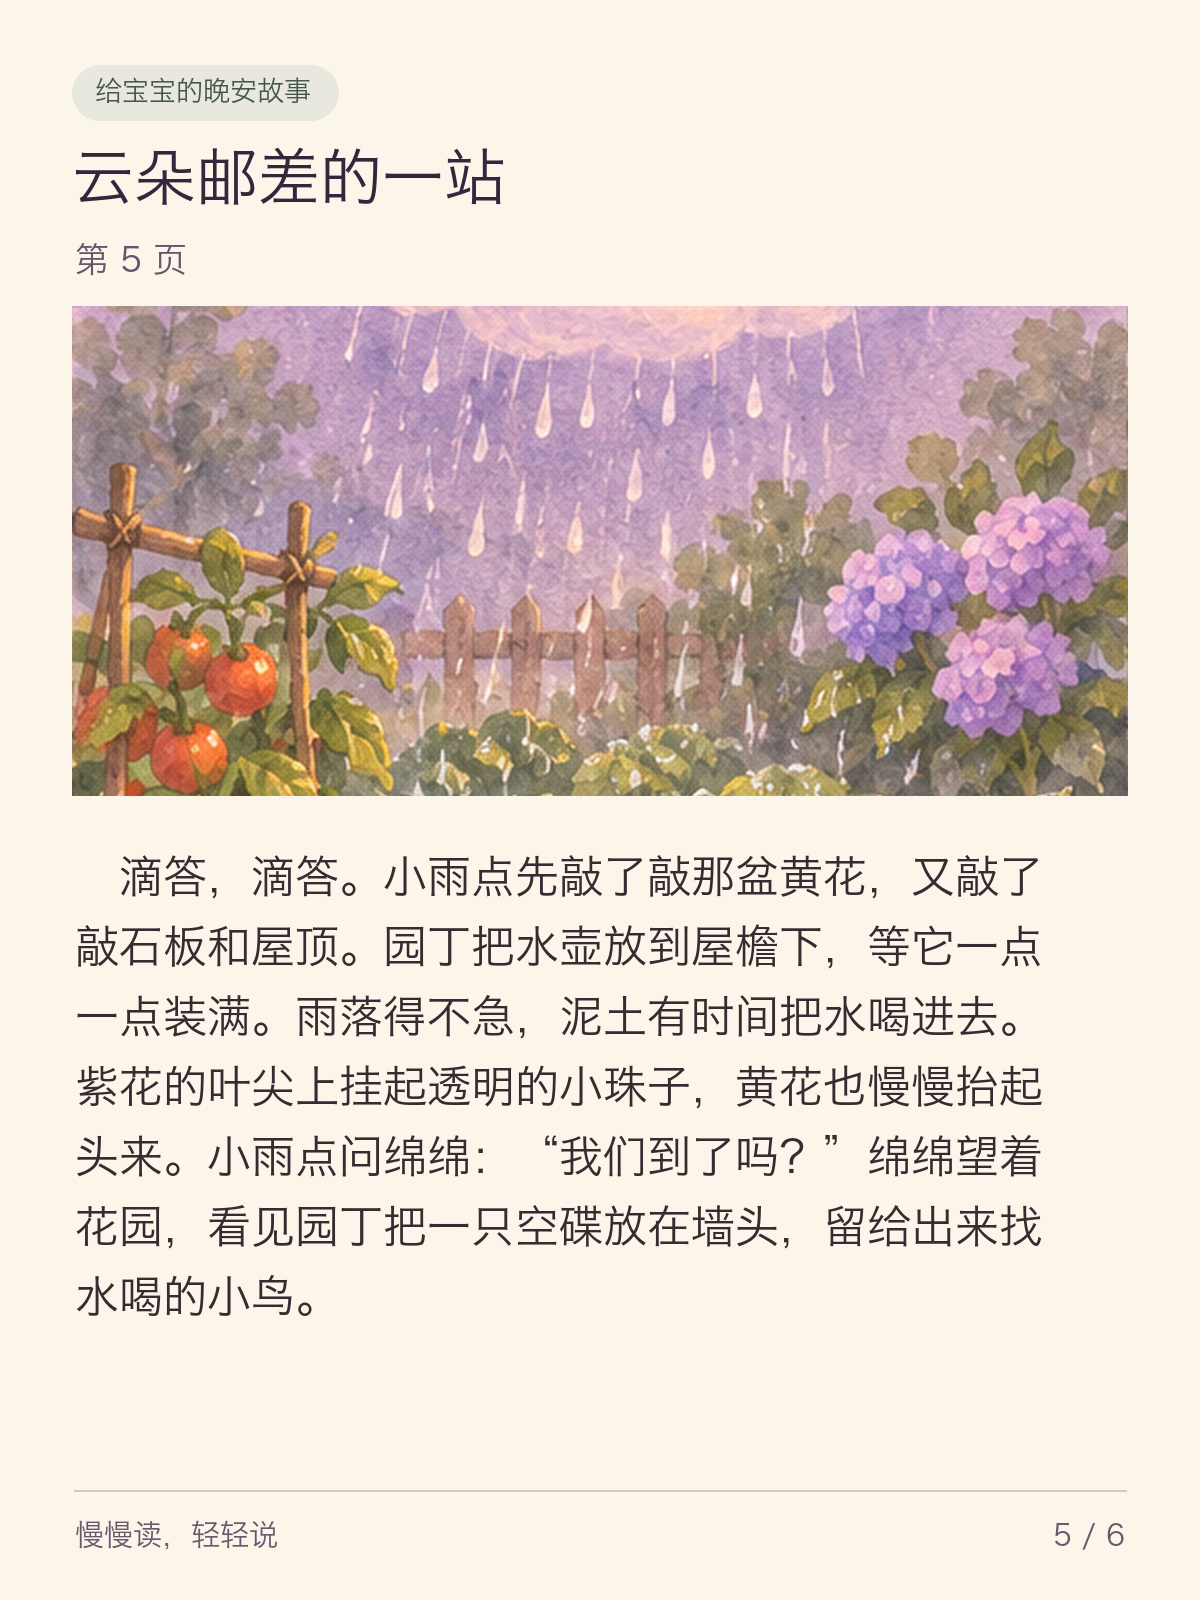 给宝宝的晚安故事
云朵邮差的一站
第 5 页
滴答，滴答。小雨点先敲了敲那盆黄花，又敲了
敲石板和屋顶。园丁把水壶放到屋檐下，等它一点
一点装满。雨落得不急，泥土有时间把水喝进去。
紫花的叶尖上挂起透明的小珠子，黄花也慢慢抬起
头来。小雨点问绵绵：“我们到了吗？”绵绵望着
花园，看见园丁把一只空碟放在墙头，留给出来找
水喝的小鸟。
慢慢读，轻轻说
5 / 6